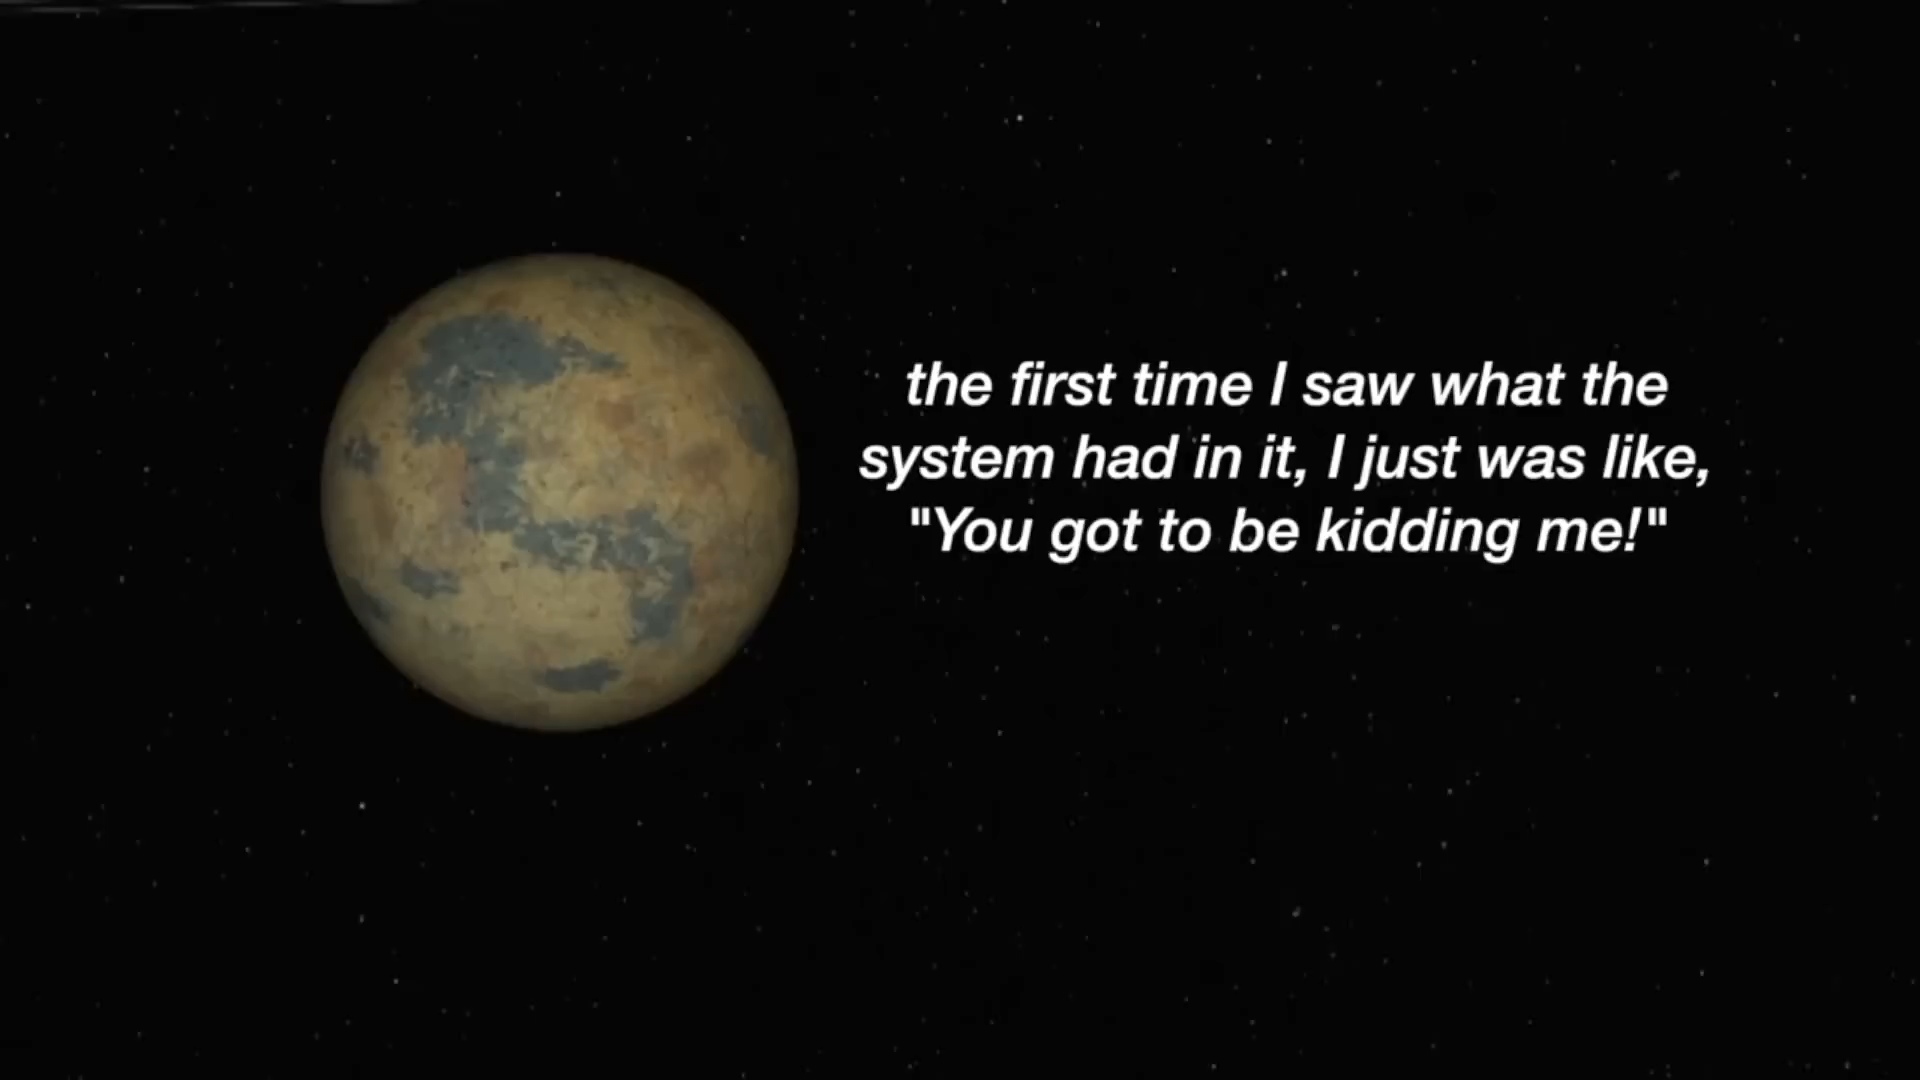 the first time I saw what the
system had in it, I just was like,
"You got to be kidding me!"